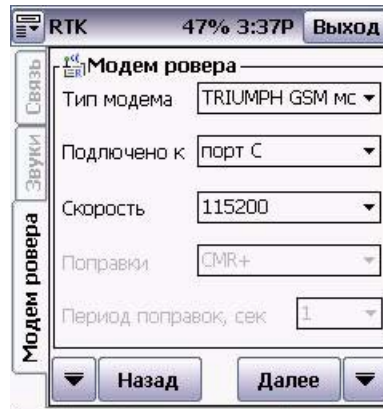 RTK 47% 3:37P Выход
Связь
Звуки
Модем ровера
Модем ровера
Тип модема TRIUMPH GSM мс
Подлючено к порт C
Скорость 115200
Поправки CMR+
Период поправок, сек 1
Назад Далее